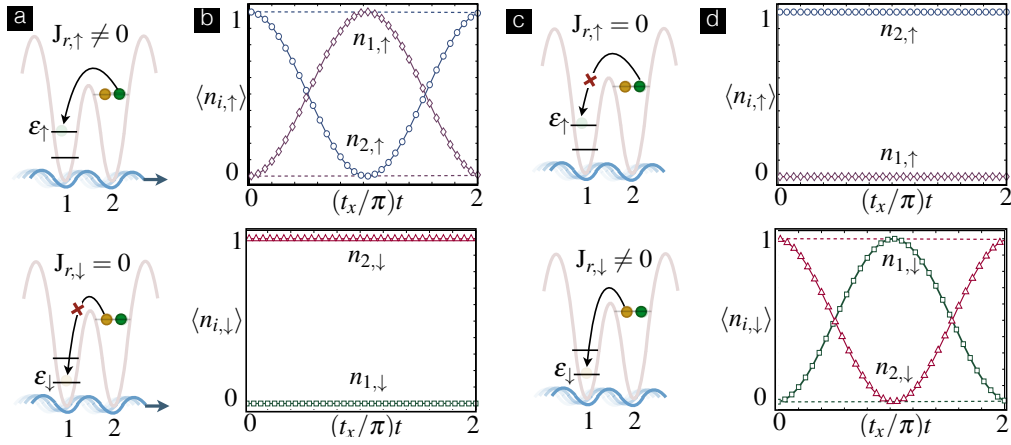 a
J_{r,↑} ≠ 0
ε_↑
1 2
J_{r,↓} = 0
ε_↓
1 2
b
1
n_{1,↑}
⟨n_{i,↑}⟩
n_{2,↑}
0
0 (t_x/π)t 2
1
n_{2,↓}
⟨n_{i,↓}⟩
n_{1,↓}
0
0 (t_x/π)t 2
c
J_{r,↑} = 0
ε_↑
1 2
J_{r,↓} ≠ 0
ε_↓
1 2
d
1
n_{2,↑}
⟨n_{i,↑}⟩
n_{1,↑}
0
0 (t_x/π)t 2
1
n_{1,↓}
⟨n_{i,↓}⟩
n_{2,↓}
0
0 (t_x/π)t 2